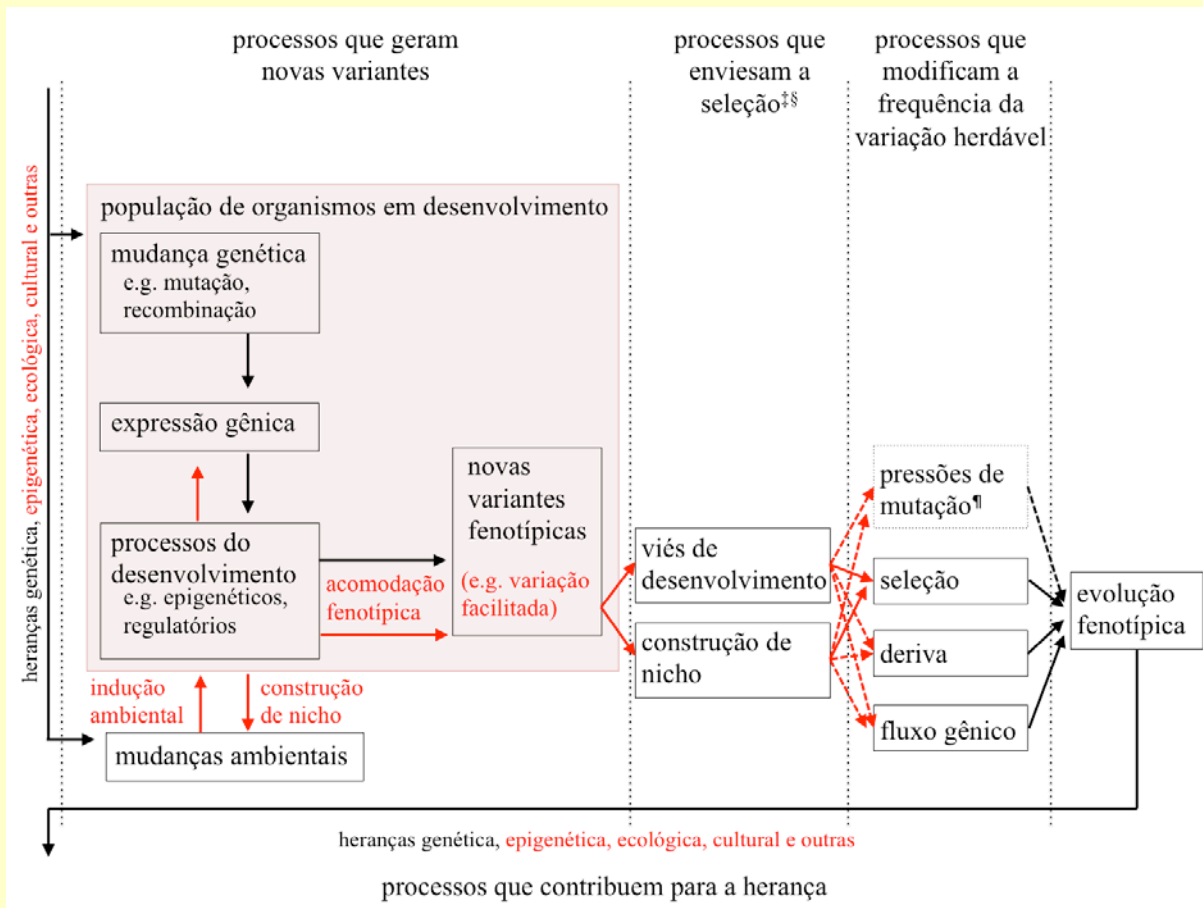 processos que geram
novas variantes
processos que
enviesam a
seleção‡§
processos que
modificam a
frequência da
variação herdável
heranças genética, epigenética, ecológica, cultural e outras
população de organismos em desenvolvimento
mudança genética
e.g. mutação,
recombinação
expressão gênica
processos do
desenvolvimento
e.g. epigenéticos,
regulatórios
acomodação
fenotípica
novas
variantes
fenotípicas
(e.g. variação
facilitada)
indução
ambiental
construção
de nicho
mudanças ambientais
viés de
desenvolvimento
construção de
nicho
pressões de
mutação¶
seleção
deriva
fluxo gênico
evolução
fenotípica
heranças genética, epigenética, ecológica, cultural e outras
processos que contribuem para a herança